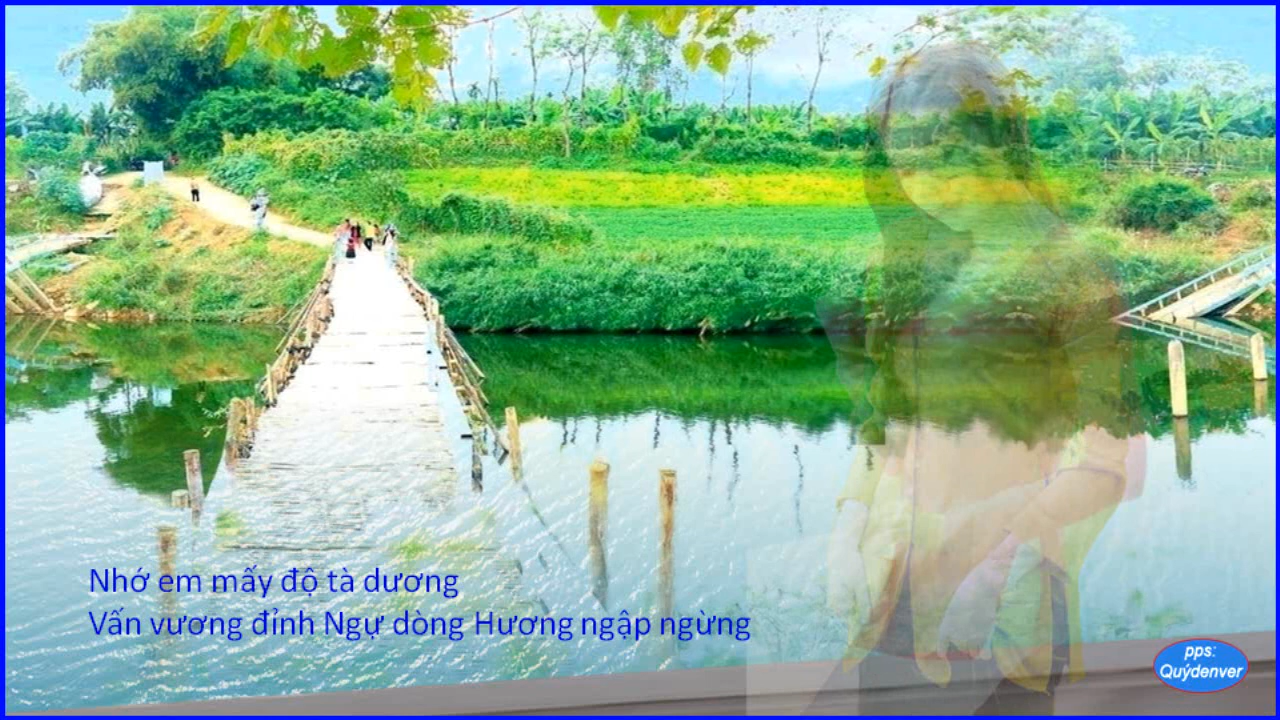 Nhớ em mấy độ tà dương
Vấn vương đỉnh Ngự dòng Hương ngập ngừng
pps:
Quýdenver